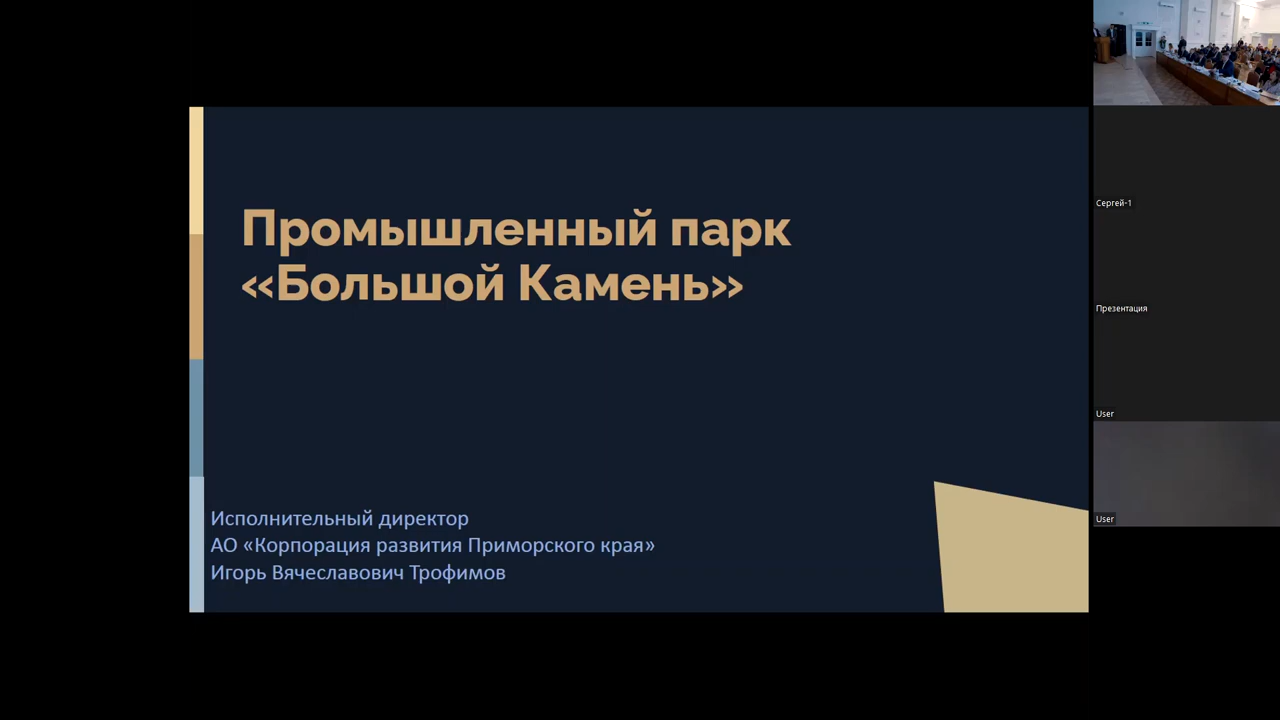 Промышленный парк
«Большой Камень»
Исполнительный директор
АО «Корпорация развития Приморского края»
Игорь Вячеславович Трофимов
Сергей-1
Презентация
User
User